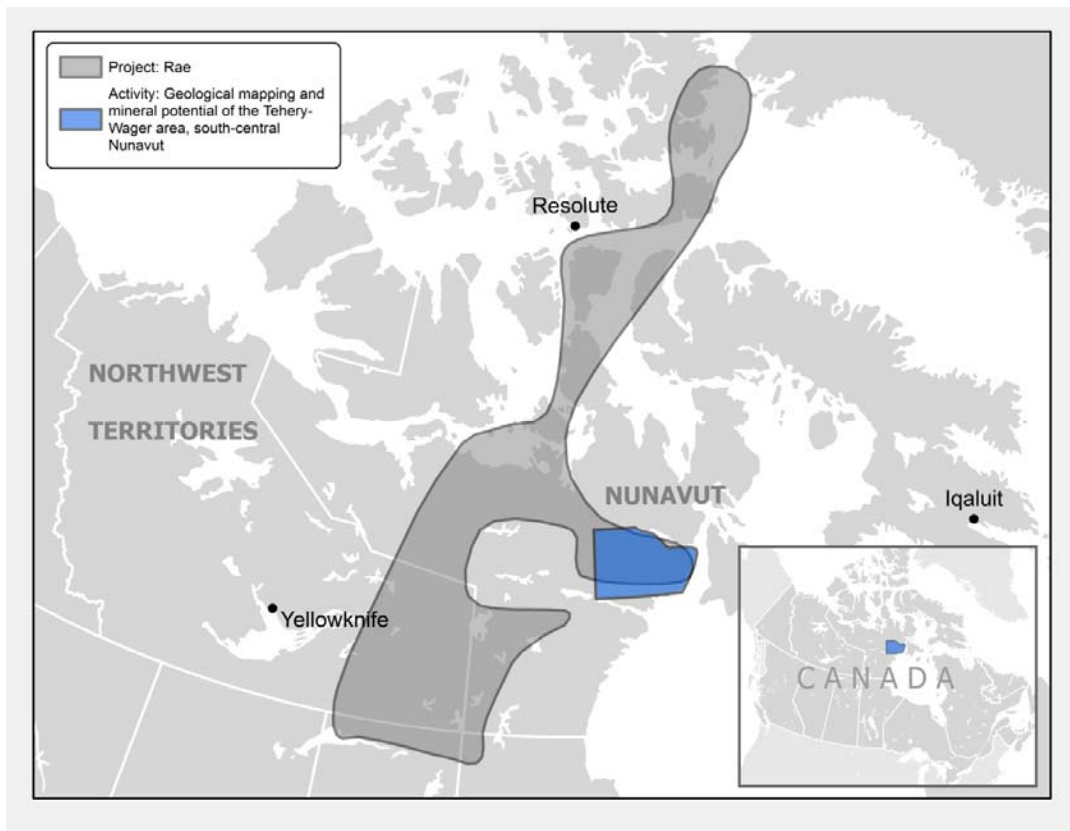 Project: Rae
Activity: Geological mapping and
mineral potential of the Tehery-
Wager area, south-central
Nunavut
Resolute
NORTHWEST
TERRITORIES
NUNAVUT
Iqaluit
Yellowknife
CANADA